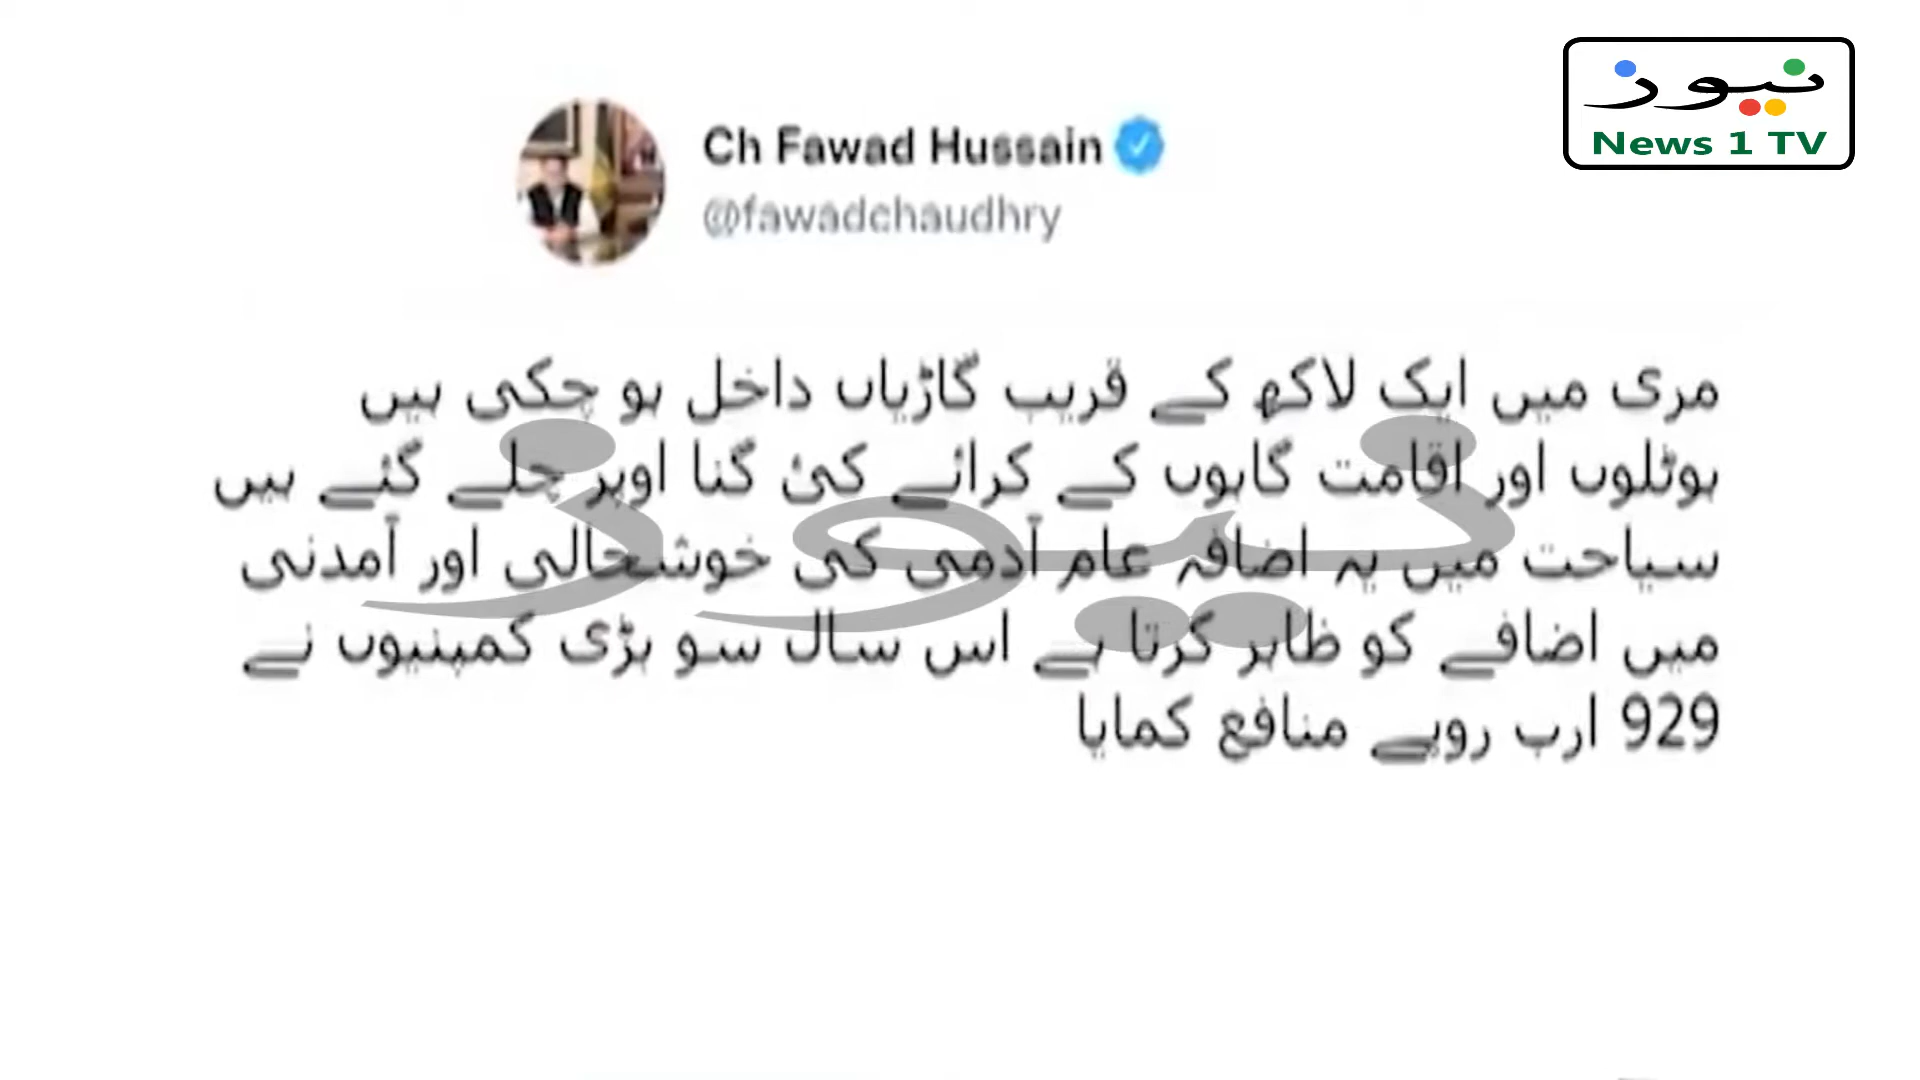 نیوز
News 1 TV
Ch Fawad Hussain
@fawadchaudhry
مری میں ایک لاکھ کے قریب گاڑیاں داخل ہو چکی ہیں
ہوٹلوں اور اقامت گاہوں کے کرائے کئ گنا اوپر چلے گئے ہیں
سیاحت میں یہ اضافہ عام آدمی کی خوشحالی اور آمدنی
میں اضافے کو ظاہر کرتا ہے اس سال سو بڑی کمپنیوں نے
929 ارب روپے منافع کمایا
نیوز